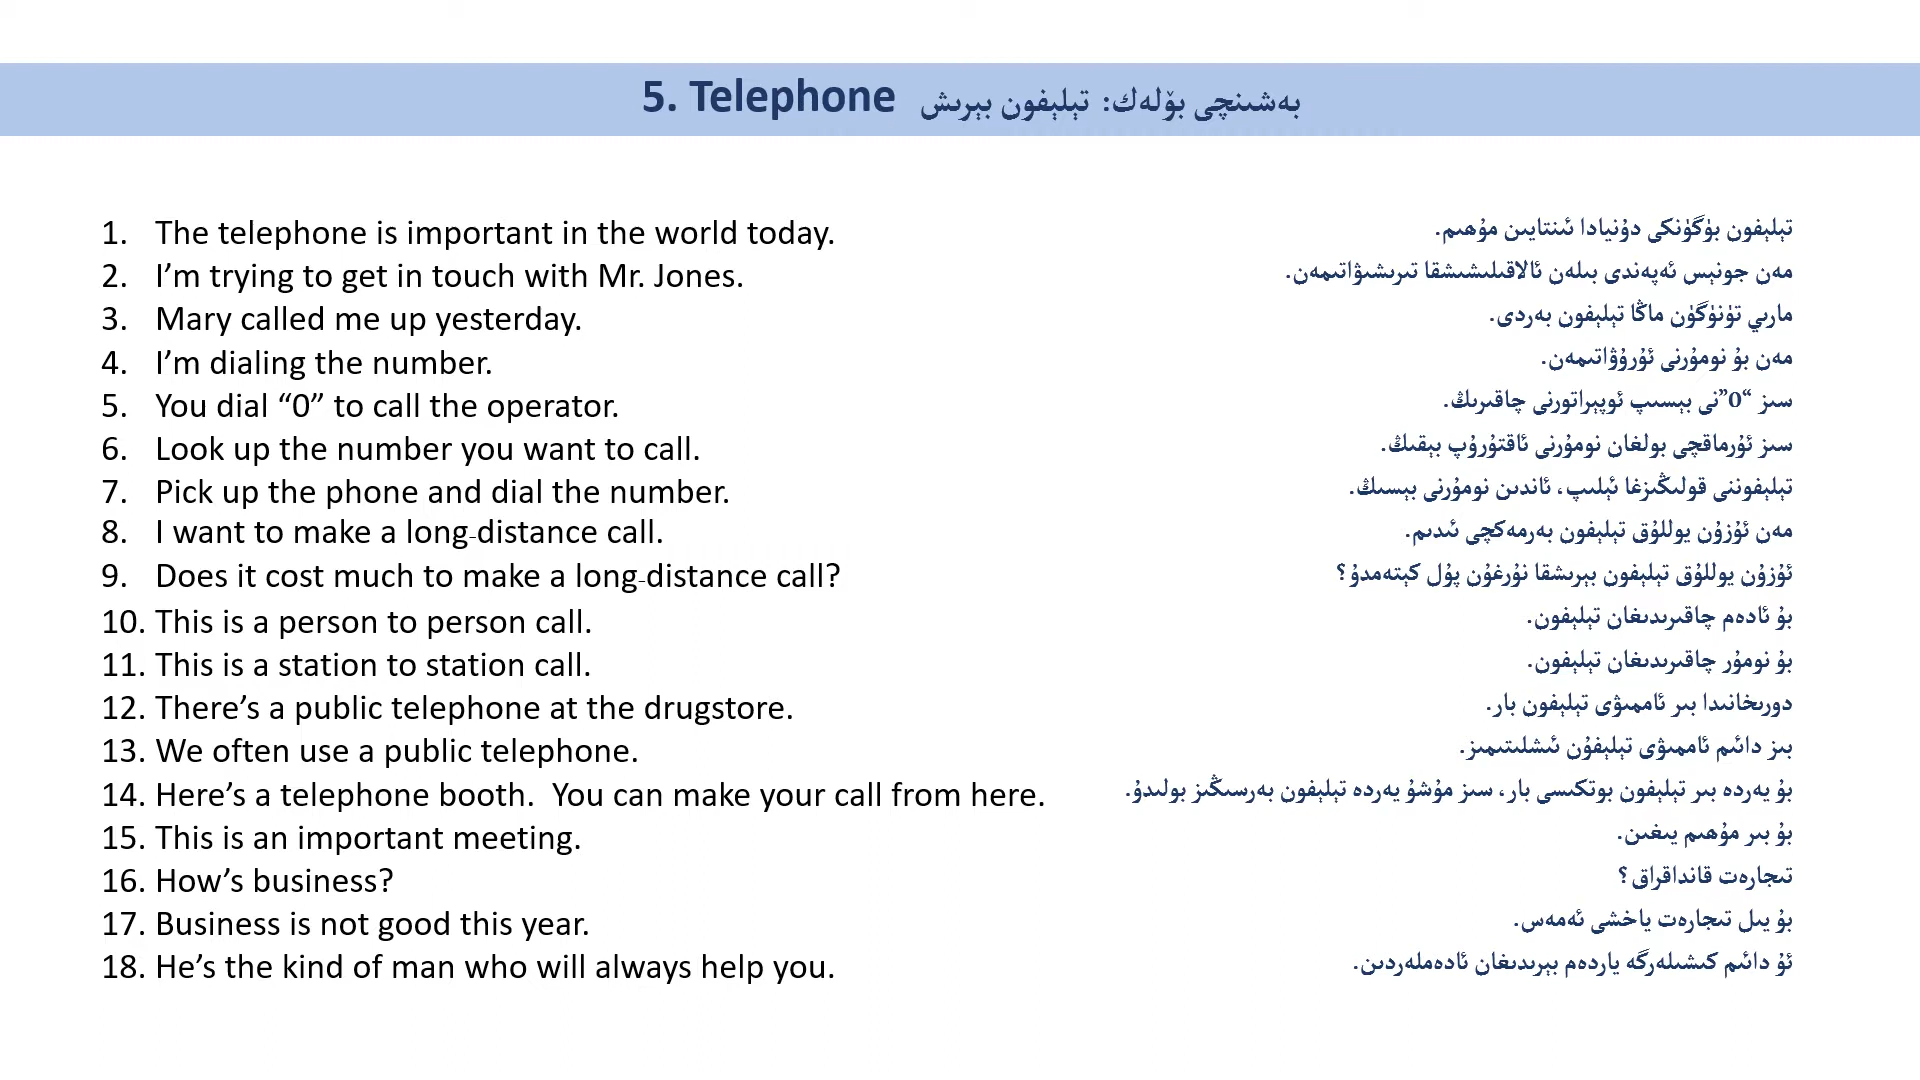 5. Telephone بەشىنچى بۆلەك: تېلېفون بېرىش
1. The telephone is important in the world today. تېلېفون بۈگۈنكى دۇنيادا ئىنتايىن مۇھىم.
2. I’m trying to get in touch with Mr. Jones. مەن جونېس ئەپەندى بىلەن ئالاقىلىشىشقا تىرىشىۋاتىمەن.
3. Mary called me up yesterday. مارىي تۈنۈگۈن ماڭا تېلېفون بەردى.
4. I’m dialing the number. مەن بۇ نومۇرنى ئۇرۇۋاتىمەن.
5. You dial “0” to call the operator. سىز “0”نى بېسىپ ئوپېراتورنى چاقىرىڭ.
6. Look up the number you want to call. سىز ئۇرماقچى بولغان نومۇرنى ئاقتۇرۇپ بېقىڭ.
7. Pick up the phone and dial the number. تېلېفوننى قولىڭىزغا ئېلىپ، ئاندىن نومۇرنى بېسىڭ.
8. I want to make a long-distance call. مەن ئۇزۇن يوللۇق تېلېفون بەرمەكچى ئىدىم.
9. Does it cost much to make a long-distance call? ئۇزۇن يوللۇق تېلېفون بېرىشقا نۇرغۇن پۇل كېتەمدۇ؟
10. This is a person to person call. بۇ ئادەم چاقىرىدىغان تېلېفون.
11. This is a station to station call. بۇ نومۇر چاقىرىدىغان تېلېفون.
12. There’s a public telephone at the drugstore. دورىخانىدا بىر ئاممىۋى تېلېفون بار.
13. We often use a public telephone. بىز دائىم ئاممىۋى تېلېفۇن ئىشلىتىمىز.
14. Here’s a telephone booth. You can make your call from here. بۇ يەردە بىر تېلېفون بوتكىسى بار، سىز مۇشۇ يەردە تېلېفون بەرسىڭىز بولىدۇ.
15. This is an important meeting. بۇ بىر مۇھىم يىغىن.
16. How’s business? تىجارەت قانداقراق؟
17. Business is not good this year. بۇ يىل تىجارەت ياخشى ئەمەس.
18. He’s the kind of man who will always help you. ئۇ دائىم كىشىلەرگە ياردەم بېرىدىغان ئادەملەردىن.